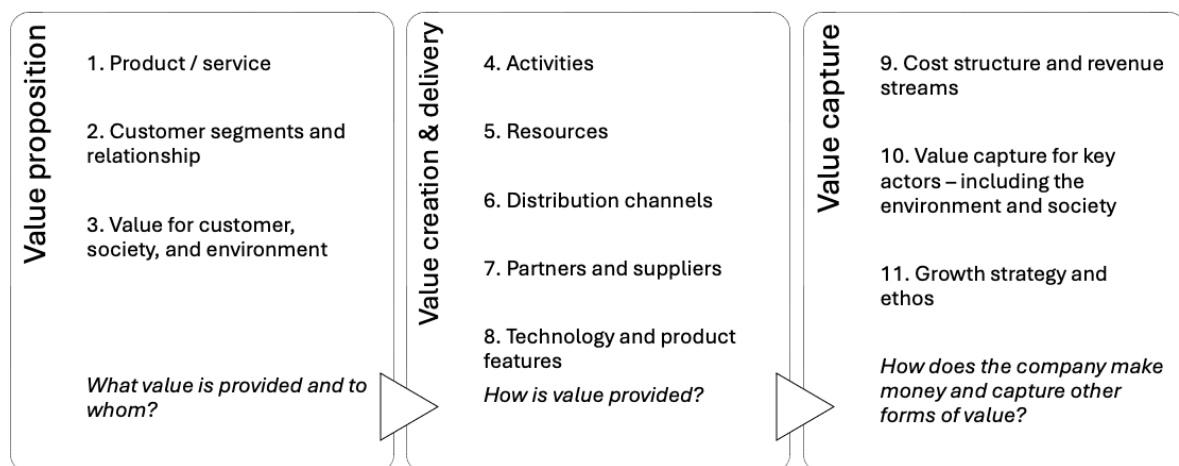 Value proposition
1. Product / service
2. Customer segments and
relationship
3. Value for customer,
society, and environment
What value is provided and to
whom?
Value creation & delivery
4. Activities
5. Resources
6. Distribution channels
7. Partners and suppliers
8. Technology and product
features
How is value provided?
Value capture
9. Cost structure and revenue
streams
10. Value capture for key
actors – including the
environment and society
11. Growth strategy and
ethos
How does the company make
money and capture other
forms of value?